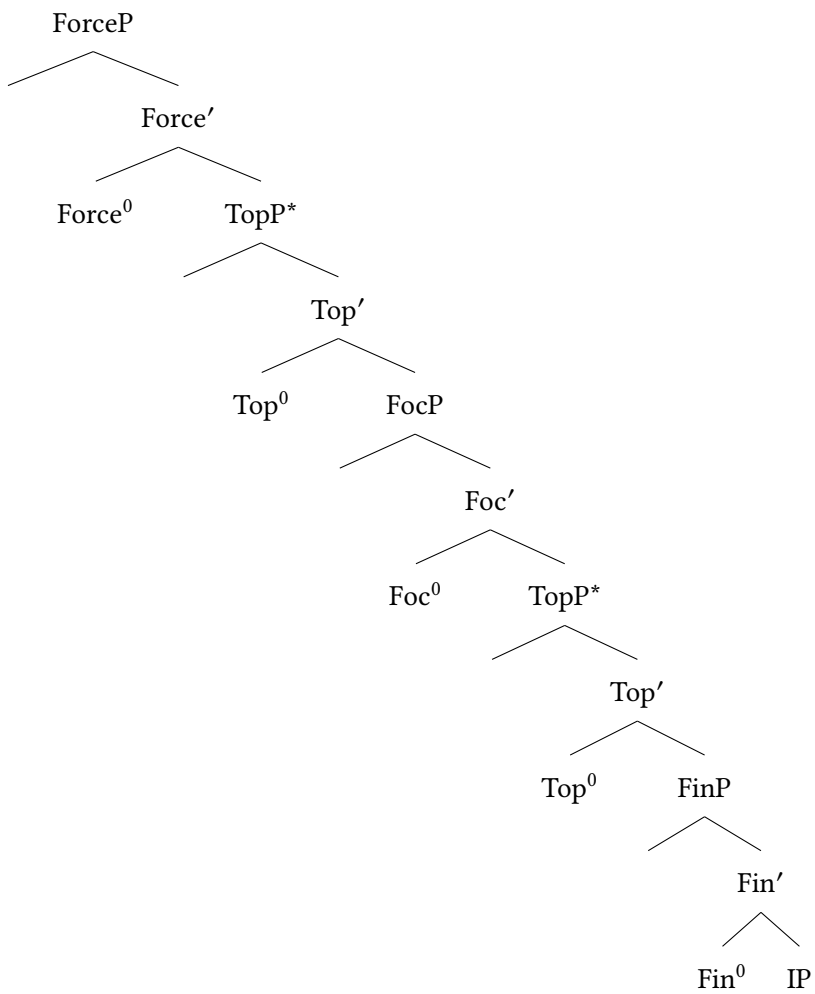 ForceP
Force′
Force⁰ TopP*
Top′
Top⁰ FocP
Foc′
Foc⁰ TopP*
Top′
Top⁰ FinP
Fin′
Fin⁰ IP